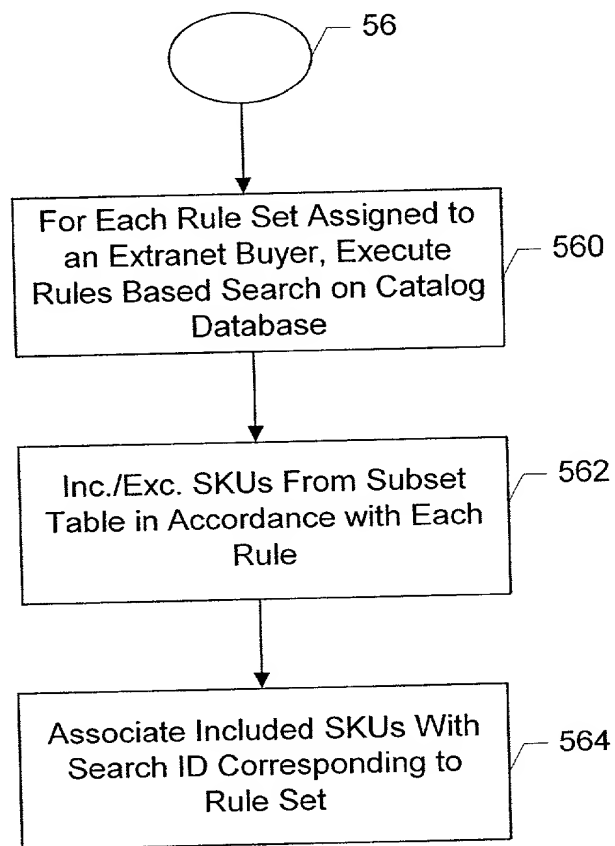 56
For Each Rule Set Assigned to
an Extranet Buyer, Execute
Rules Based Search on Catalog
Database
560
Inc./Exc. SKUs From Subset
Table in Accordance with Each
Rule
562
Associate Included SKUs With
Search ID Corresponding to
Rule Set
564